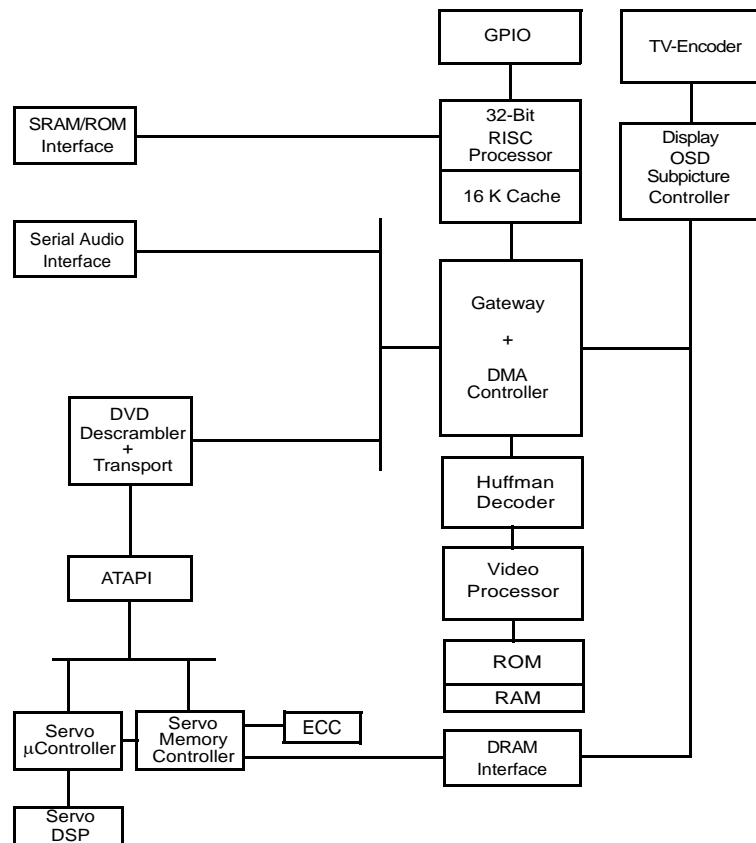 GPIO
TV-Encoder
SRAM/ROM
Interface
32-Bit
RISC
Processor
16 K Cache
Display
OSD
Subpicture
Controller
Serial Audio
Interface
Gateway
+
DMA
Controller
DVD
Descrambler
+
Transport
Huffman
Decoder
ATAPI
Video
Processor
ROM
RAM
Servo
μController
Servo
Memory
Controller
ECC
DRAM
Interface
Servo
DSP